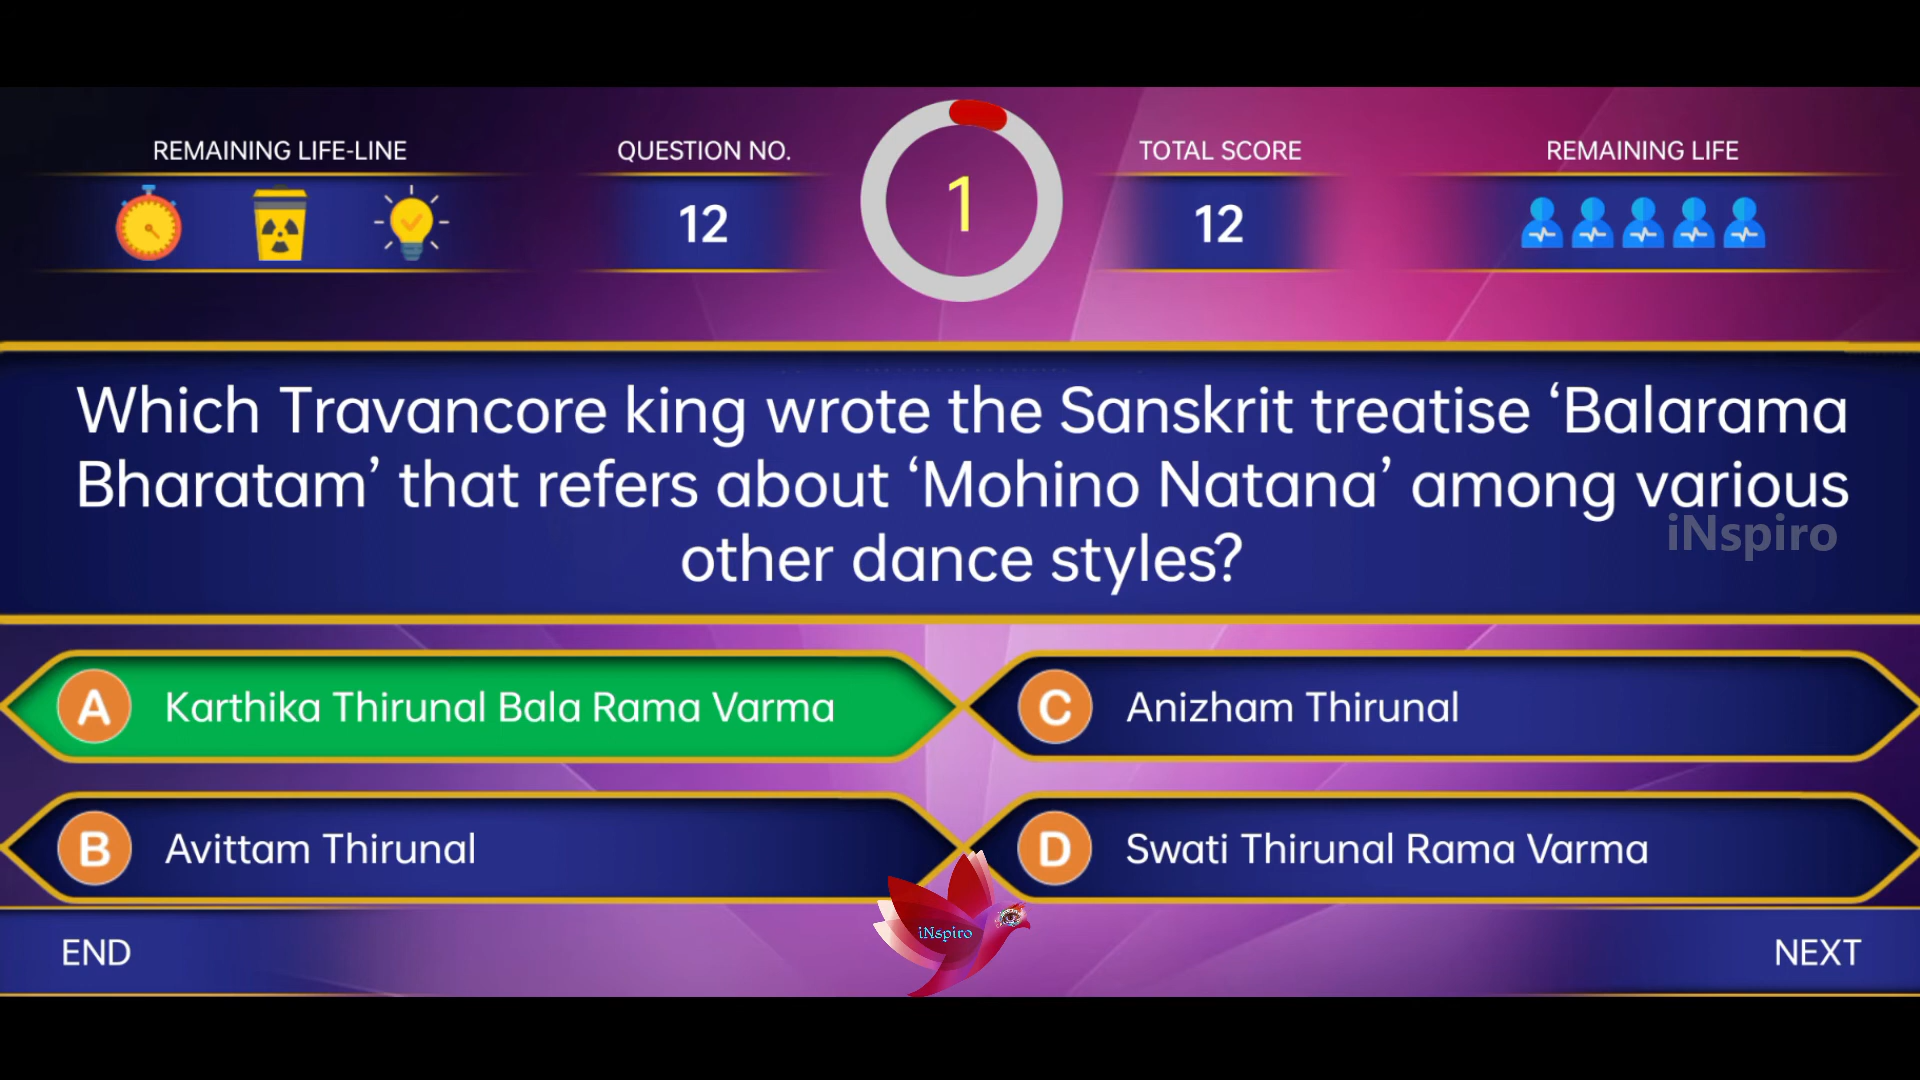 REMAINING LIFE-LINE
QUESTION NO.
12
1
TOTAL SCORE
12
REMAINING LIFE
Which Travancore king wrote the Sanskrit treatise ‘Balarama
Bharatam’ that refers about ‘Mohino Natana’ among various
other dance styles?
iNspiro
A Karthika Thirunal Bala Rama Varma
C Anizham Thirunal
B Avittam Thirunal
D Swati Thirunal Rama Varma
iNspiro
END
NEXT